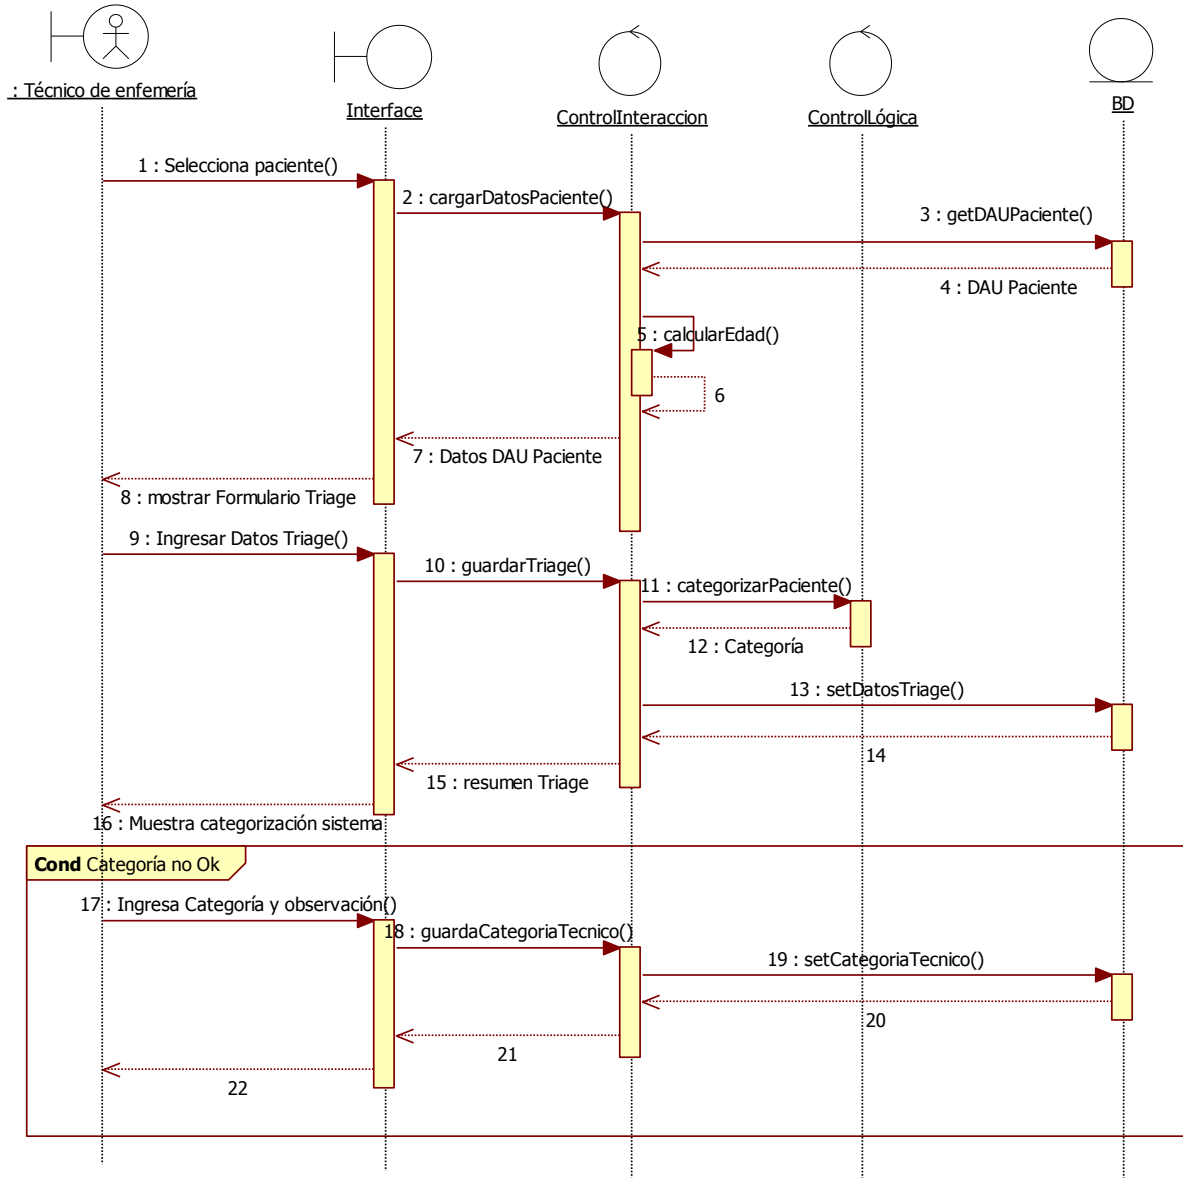 : Técnico de enfemería
Interface
ControlInteraccion
ControlLógica
BD
1 : Selecciona paciente()
2 : cargarDatosPaciente()
3 : getDAUPaciente()
4 : DAU Paciente
5 : calcularEdad()
6
7 : Datos DAU Paciente
8 : mostrar Formulario Triage
9 : Ingresar Datos Triage()
10 : guardarTriage()
11 : categorizarPaciente()
12 : Categoría
13 : setDatosTriage()
14
15 : resumen Triage
16 : Muestra categorización sistema
Cond Categoría no Ok
17 : Ingresa Categoría y observación()
18 : guardaCategoriaTecnico()
19 : setCategoriaTecnico()
20
21
22